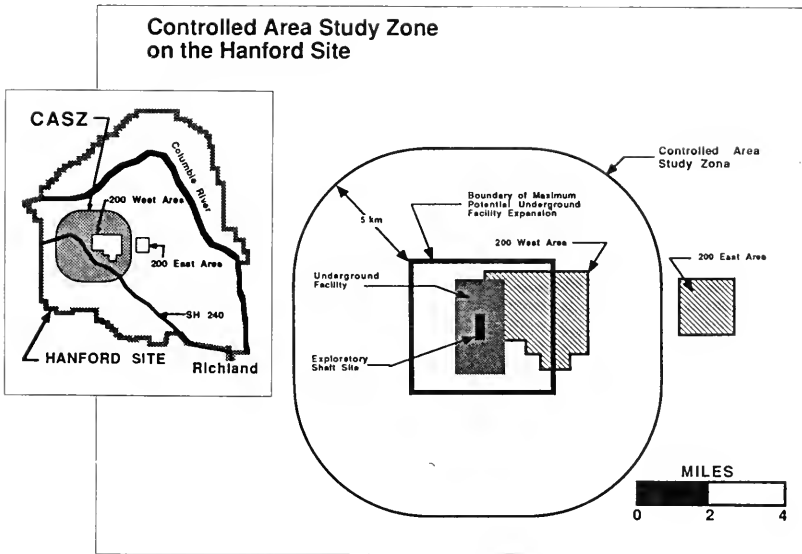 Controlled Area Study Zone
on the Hanford Site
CASZ
Columbia River
200 West Area
200 East Area
SH 240
HANFORD SITE
Richland
Controlled Area
Study Zona
5 km
Boundary of Maximum
Potential Underground
Facility Expansion
200 West Area
200 East Area
Underground
Facility
Exploratory
Shaft Site
MILES
0 2 4